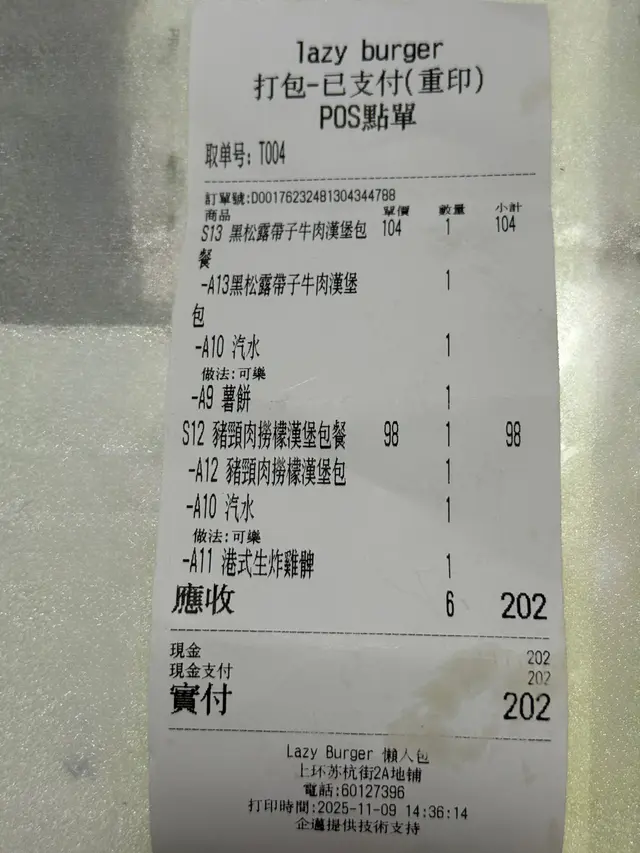 lazy burger
打包-已支付(重印)
POS點單
取单号: T004
訂單號:D00176232481304344788
商品 單價 數量 小計
S13 黑松露帶子牛肉漢堡包 104 1 104
餐
-A13黑松露帶子牛肉漢堡 1
包
-A10 汽水 1
做法:可樂
-A9 薯餅 1
S12 豬頸肉撈檬漢堡包餐 98 1 98
-A12 豬頸肉撈檬漢堡包 1
-A10 汽水 1
做法:可樂
-A11 港式生炸雞髀 1
應收 6 202
現金 202
現金支付 202
實付 202
Lazy Burger 懶人包
上环苏杭街2A地铺
電話:60127396
打印時間:2025-11-09 14:36:14
企邁提供技術支持